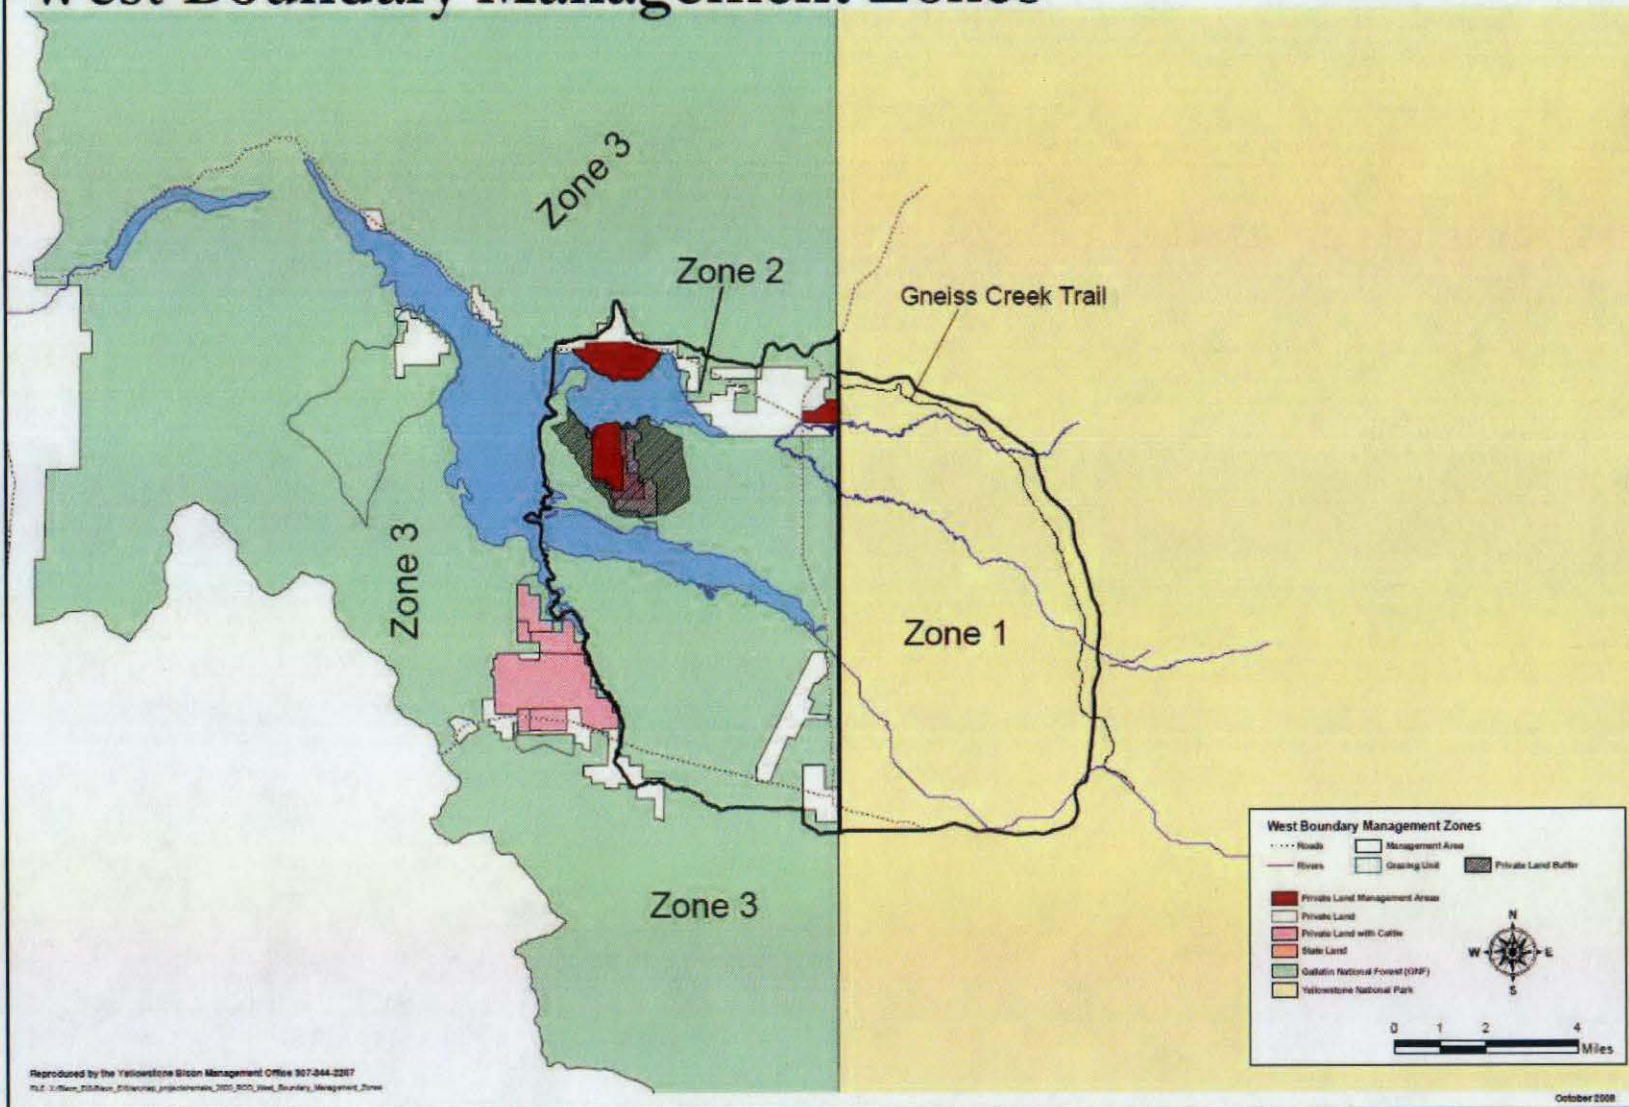 West Boundary Management Zones
Zone 3
Zone 2
Gneiss Creek Trail
Zone 3
Zone 1
Zone 3
West Boundary Management Zones
Roads
Management Area
Rivers
Grazing Unit
Private Land Buffer
Private Land Management Areas
Private Land
Private Land with Cattle
State Land
Gallatin National Forest (GNF)
Yellowstone National Park
N
W E
S
0 1 2 4
Miles
Reproduced by the Yellowstone Bison Management Office 307-344-2207
October 2008